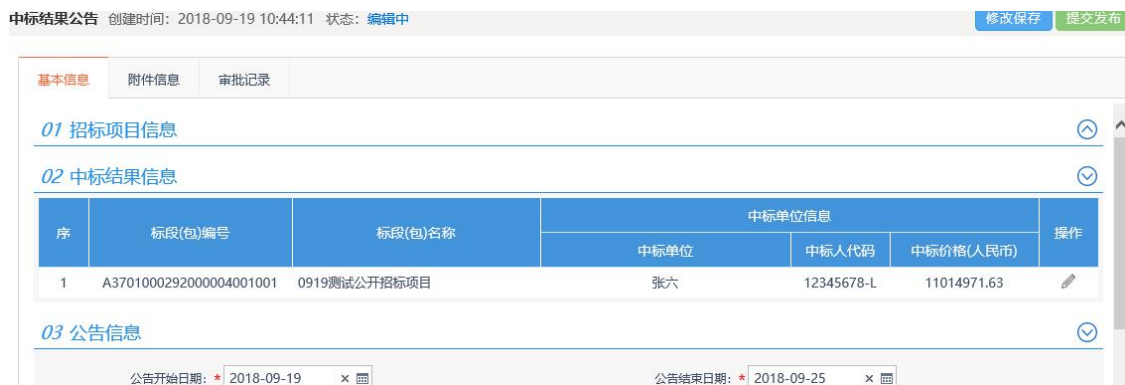 中标结果公告 创建时间: 2018-09-19 10:44:11 状态: 编辑中 修改保存 提交发布
基本信息 附件信息 审批记录
01 招标项目信息
02 中标结果信息
序 标段(包)编号 标段(包)名称 中标单位信息 操作
中标单位 中标人代码 中标价格(人民币)
1 A3701000292000004001001 0919测试公开招标项目 张六 12345678-L 11014971.63
03 公告信息
公告开始日期: * 2018-09-19 × 公告结束日期: * 2018-09-25 ×